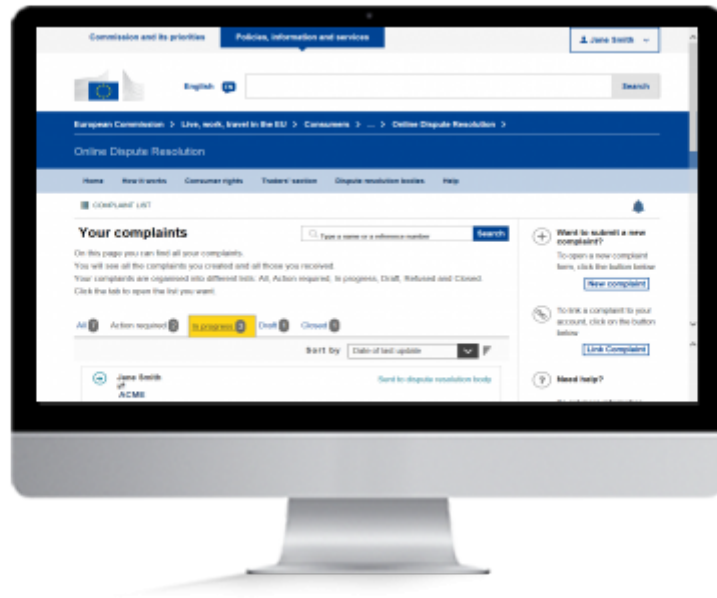 Commission and its priorities
Policies, information and services
Jane Smith
English EN
Search
European Commission > Live, work, travel in the EU > Consumers > ... > Online Dispute Resolution >
Online Dispute Resolution
Home How it works Consumer rights Traders' section Dispute resolution bodies Help
COMPLAINT LIST
Your complaints
Type a name or a reference number
Search
On this page you can find all your complaints.
You will see all the complaints you created and all those you received.
Your complaints are organised into different lists: All, Action required, In progress, Draft, Refused and Closed.
Click the tab to open the list you want.
All Action required In progress Draft Closed
Sort by Date of last update
Jane Smith
ACME
Sent to dispute resolution body
Want to submit a new
complaint?
To open a new complaint
form, click the button below
New complaint
To link a complaint to your
account, click on the button
below
Link Complaint
Need help?